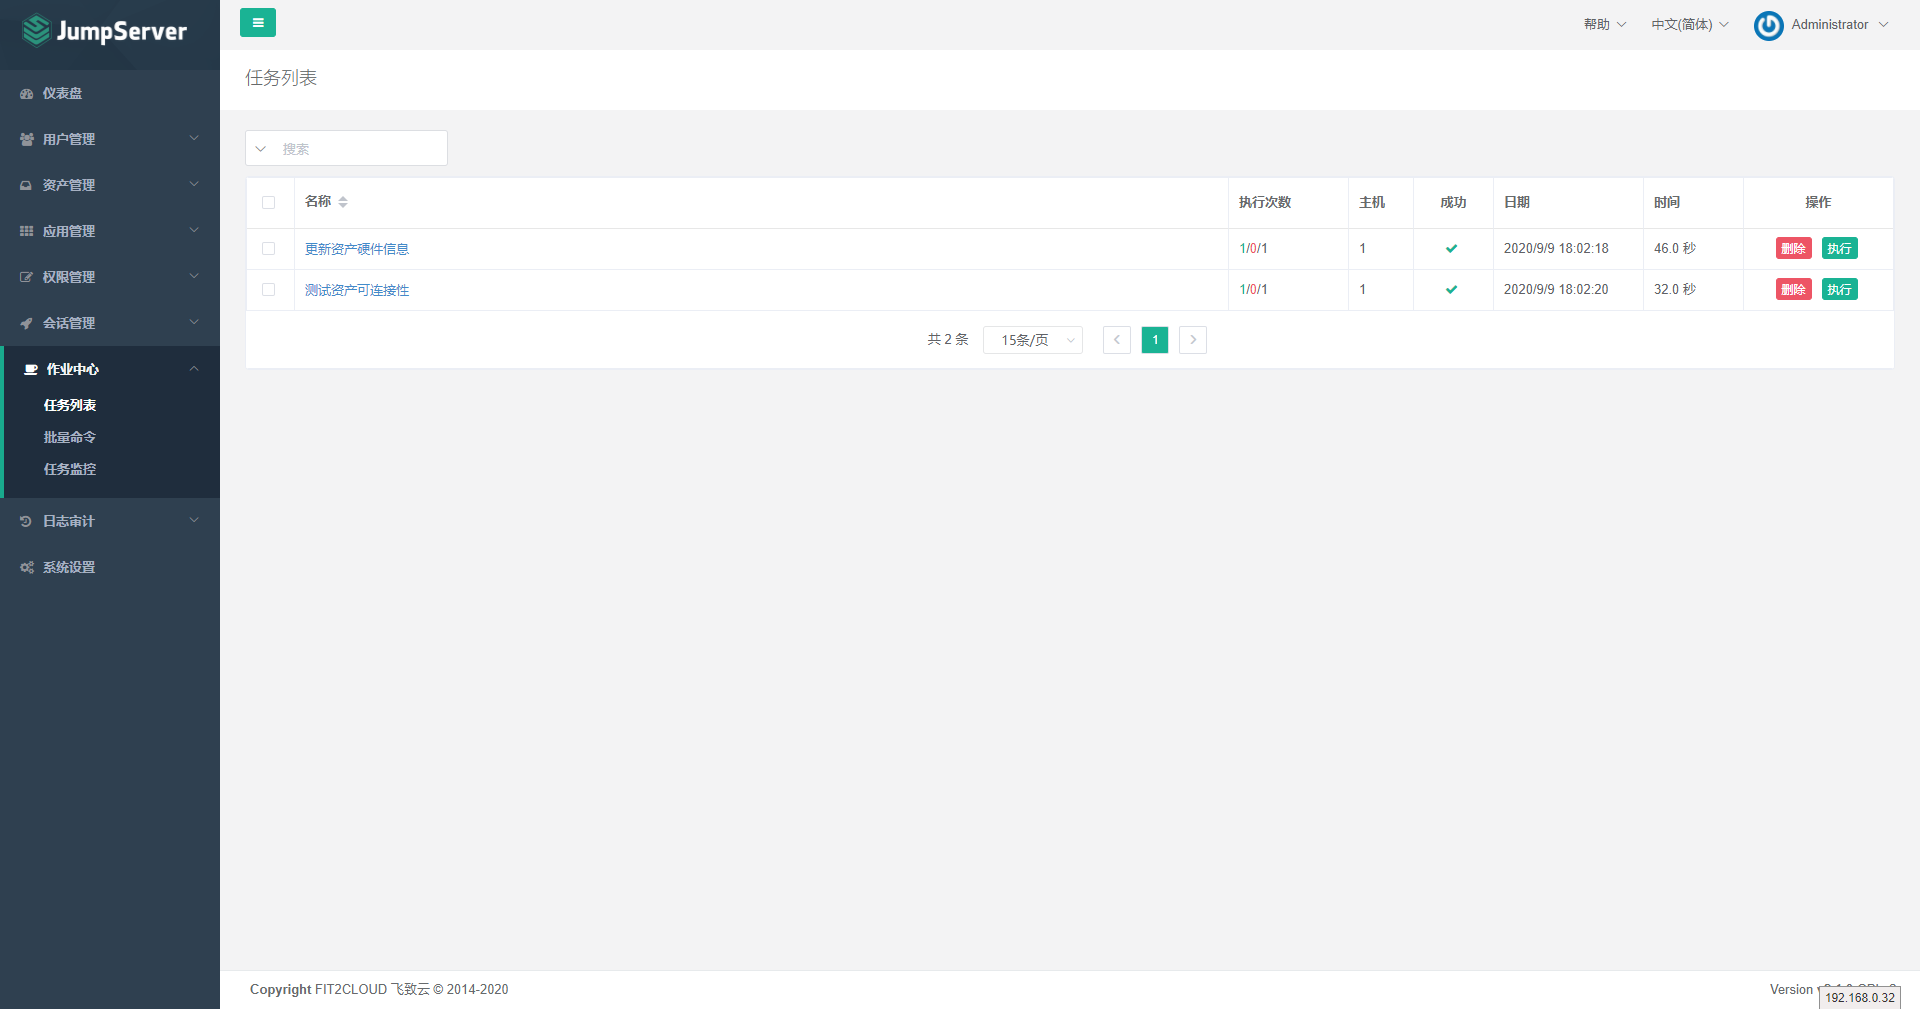 JumpServer
帮助
中文(简体)
Administrator
仪表盘
用户管理
资产管理
应用管理
权限管理
会话管理
作业中心
任务列表
批量命令
任务监控
日志审计
系统设置
任务列表
搜索
名称 执行次数 主机 成功 日期 时间 操作
更新资产硬件信息 1/0/1 1 2020/9/9 18:02:18 46.0 秒 删除 执行
测试资产可连接性 1/0/1 1 2020/9/9 18:02:20 32.0 秒 删除 执行
共 2 条 15条/页 1
Copyright FIT2CLOUD 飞致云 © 2014-2020
Version
192.168.0.32